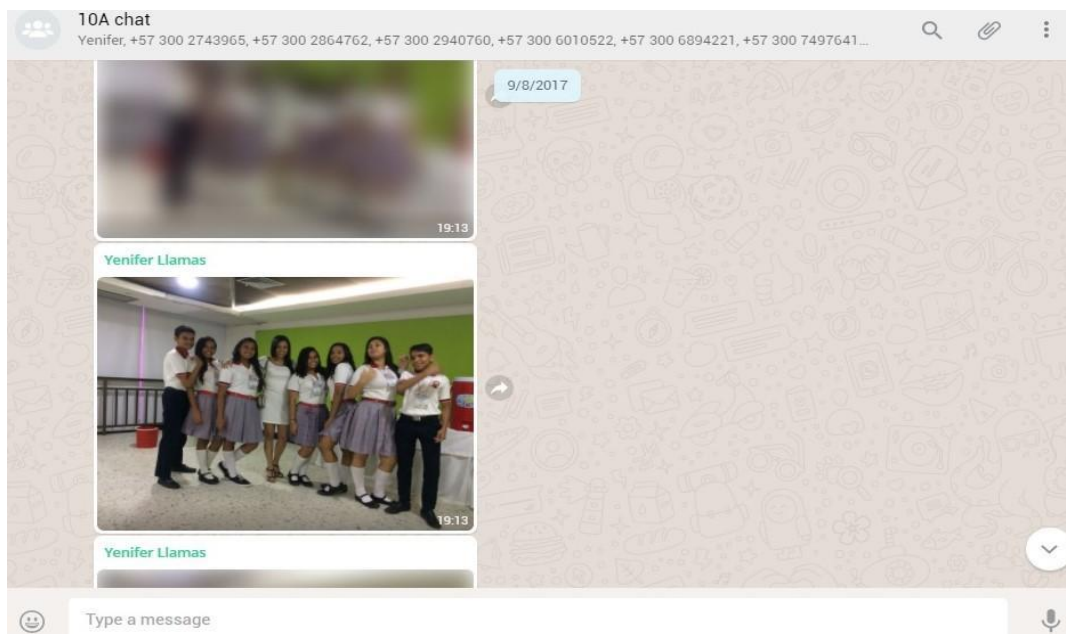 10A chat
Yenifer, +57 300 2743965, +57 300 2864762, +57 300 2940760, +57 300 6010522, +57 300 6894221, +57 300 7497641...
9/8/2017
19:13
Yenifer Llamas
19:13
Yenifer Llamas
Type a message